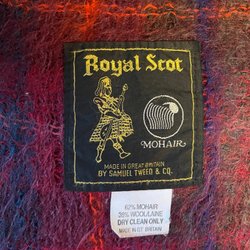 Royal Scot
MOHAIR
MADE IN GREAT BRITAIN
BY SAMUEL TWEED & CO.
62% MOHAIR
38% WOOL/LAINE
DRY CLEAN ONLY
MADE IN GT. BRITAIN